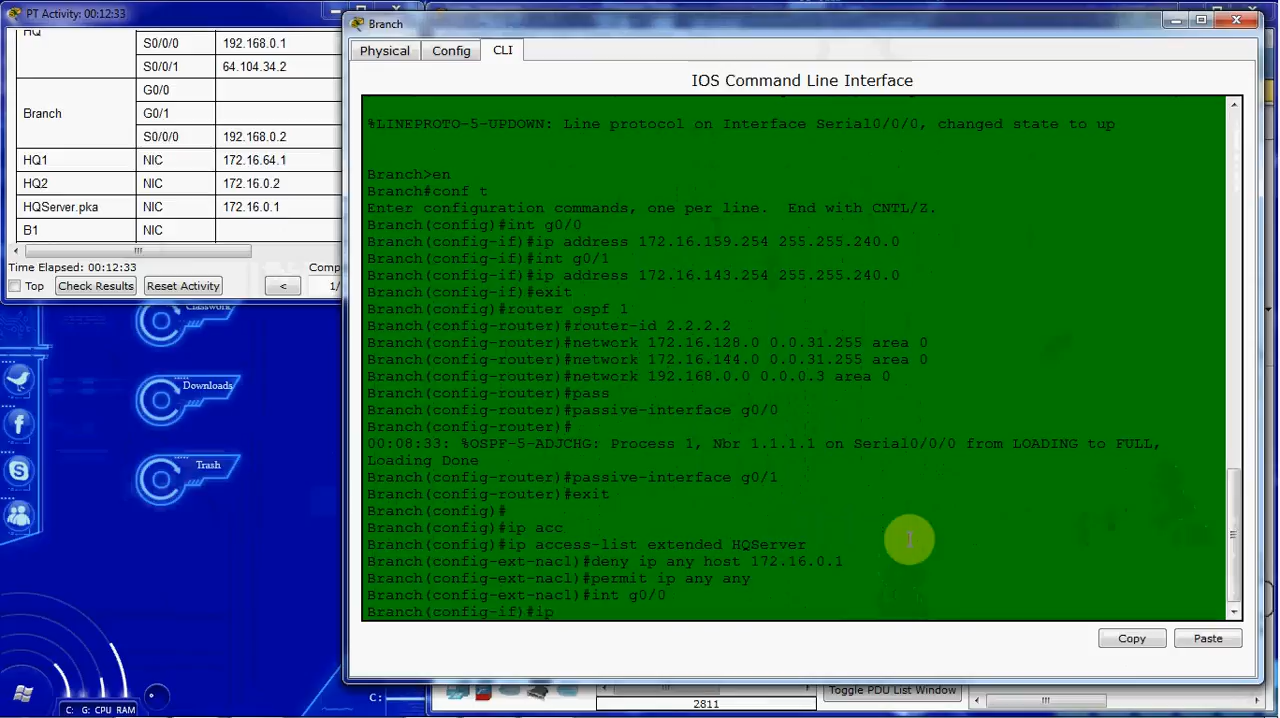 PT Activity: 00:12:33
HQ
S0/0/0 192.168.0.1
S0/0/1 64.104.34.2
Branch
G0/0
G0/1
S0/0/0 192.168.0.2
HQ1 NIC 172.16.64.1
HQ2 NIC 172.16.0.2
HQServer.pka NIC 172.16.0.1
B1 NIC
Time Elapsed: 00:12:33 Comp
Top Check Results Reset Activity < 1/
Downloads
Trash
C: G: CPU RAM
C:
Branch
Physical Config CLI
IOS Command Line Interface
%LINEPROTO-5-UPDOWN: Line protocol on Interface Serial0/0/0, changed state to up
Branch>en
Branch#conf t
Enter configuration commands, one per line.  End with CNTL/Z.
Branch(config)#int g0/0
Branch(config-if)#ip address 172.16.159.254 255.255.240.0
Branch(config-if)#int g0/1
Branch(config-if)#ip address 172.16.143.254 255.255.240.0
Branch(config-if)#exit
Branch(config)#router ospf 1
Branch(config-router)#router-id 2.2.2.2
Branch(config-router)#network 172.16.128.0 0.0.31.255 area 0
Branch(config-router)#network 172.16.144.0 0.0.31.255 area 0
Branch(config-router)#network 192.168.0.0 0.0.0.3 area 0
Branch(config-router)#pass
Branch(config-router)#passive-interface g0/0
Branch(config-router)#
00:08:33: %OSPF-5-ADJCHG: Process 1, Nbr 1.1.1.1 on Serial0/0/0 from LOADING to FULL,
Loading Done
Branch(config-router)#passive-interface g0/1
Branch(config-router)#exit
Branch(config)#
Branch(config)#ip acc
Branch(config)#ip access-list extended HQServer
Branch(config-ext-nacl)#deny ip any host 172.16.0.1
Branch(config-ext-nacl)#permit ip any any
Branch(config-ext-nacl)#int g0/0
Branch(config-if)#ip
Copy Paste
Toggle PDU List Window
2811